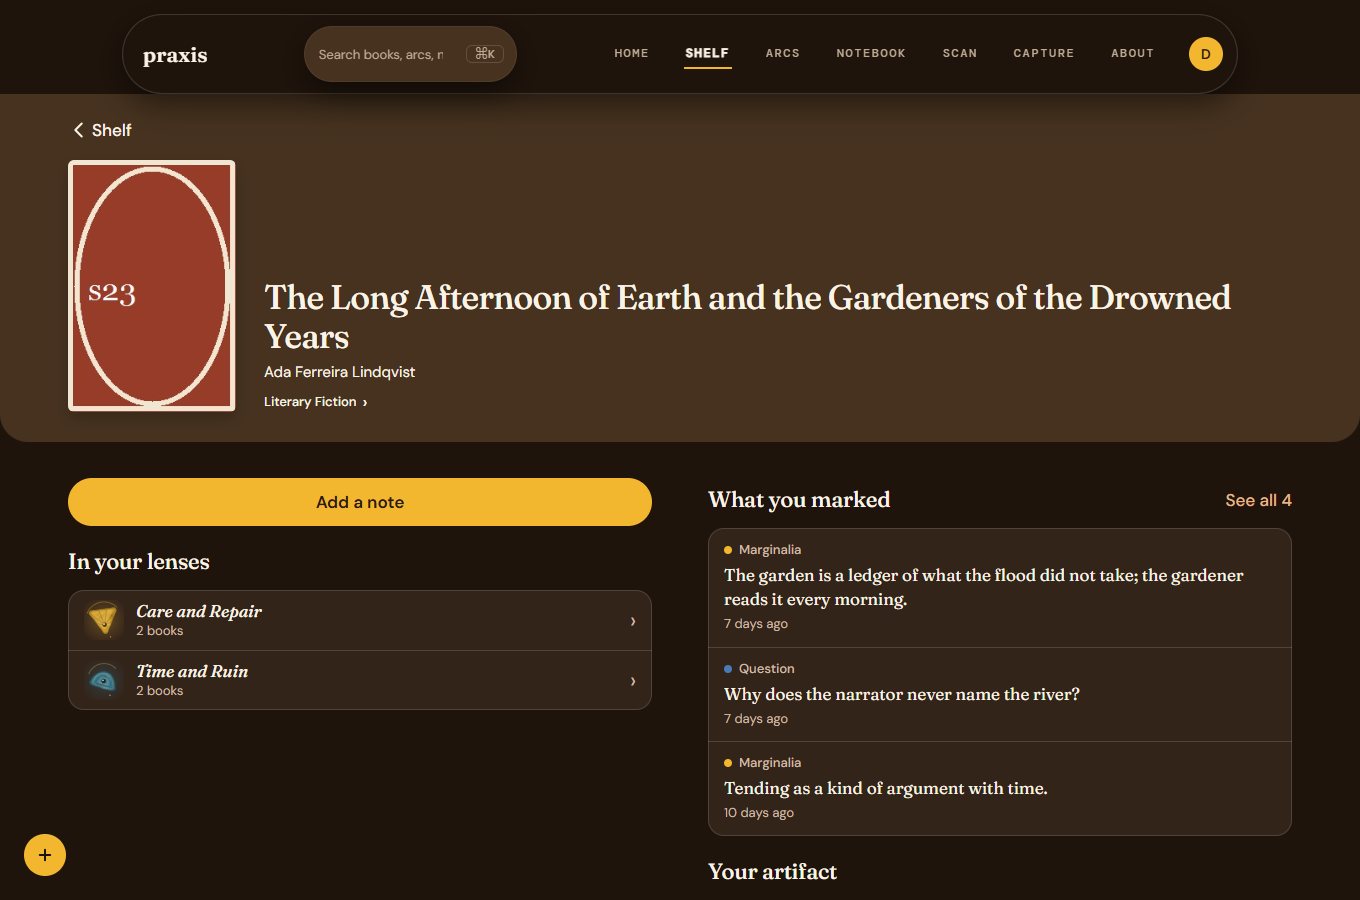 praxis
Search books, arcs, n
⌘K
HOME
SHELF
ARCS
NOTEBOOK
SCAN
CAPTURE
ABOUT
D
Shelf
s23
The Long Afternoon of Earth and the Gardeners of the Drowned
Years
Ada Ferreira Lindqvist
Literary Fiction ›
Add a note
In your lenses
Care and Repair
2 books
Time and Ruin
2 books
What you marked
See all 4
Marginalia
The garden is a ledger of what the flood did not take; the gardener
reads it every morning.
7 days ago
Question
Why does the narrator never name the river?
7 days ago
Marginalia
Tending as a kind of argument with time.
10 days ago
Your artifact